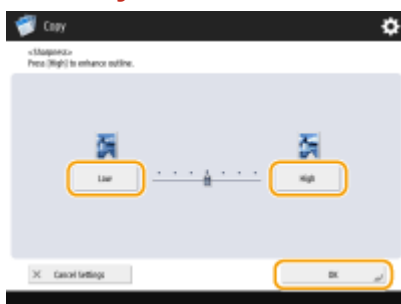 Copy
<Sharpness>
Press [High] to enhance outline.
Low
High
Cancel Settings
OK